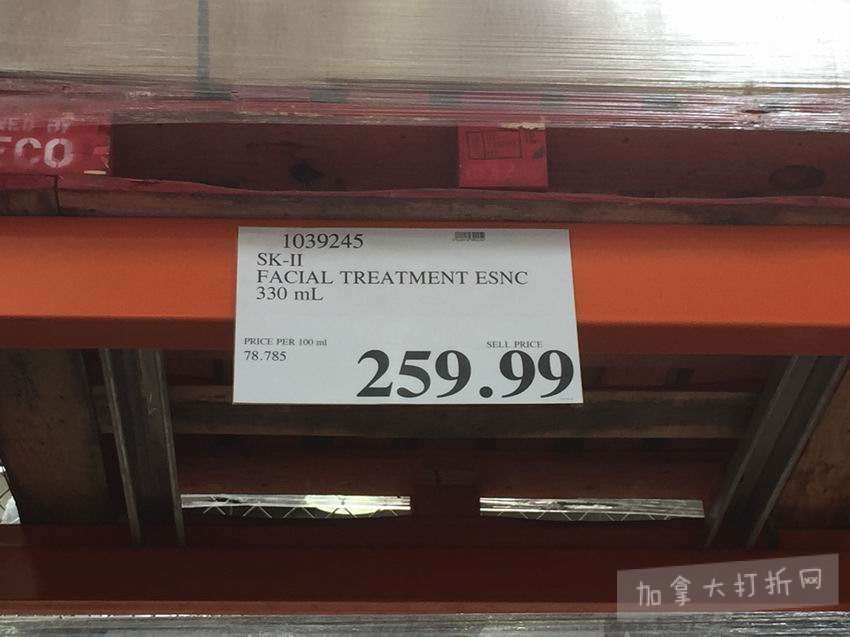 ECO
1039245
SK-II
FACIAL TREATMENT ESNC
330 mL
PRICE PER 100 ml
78.785
SELL PRICE
259.99
加拿大打折网